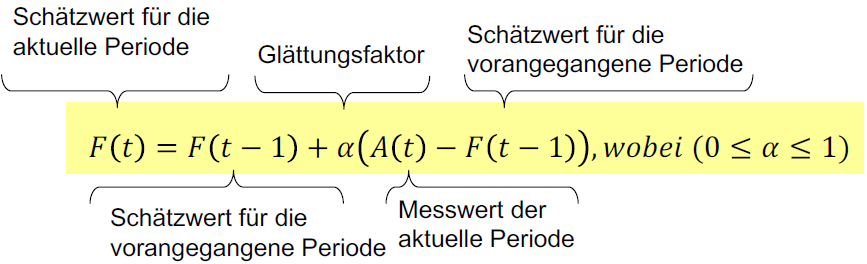 Schätzwert für die
aktuelle Periode
Glättungsfaktor
Schätzwert für die
vorangegangene Periode
F(t) = F(t − 1) + α(A(t) − F(t − 1)), wobei (0 ≤ α ≤ 1)
Schätzwert für die
vorangegangene Periode
Messwert der
aktuelle Periode